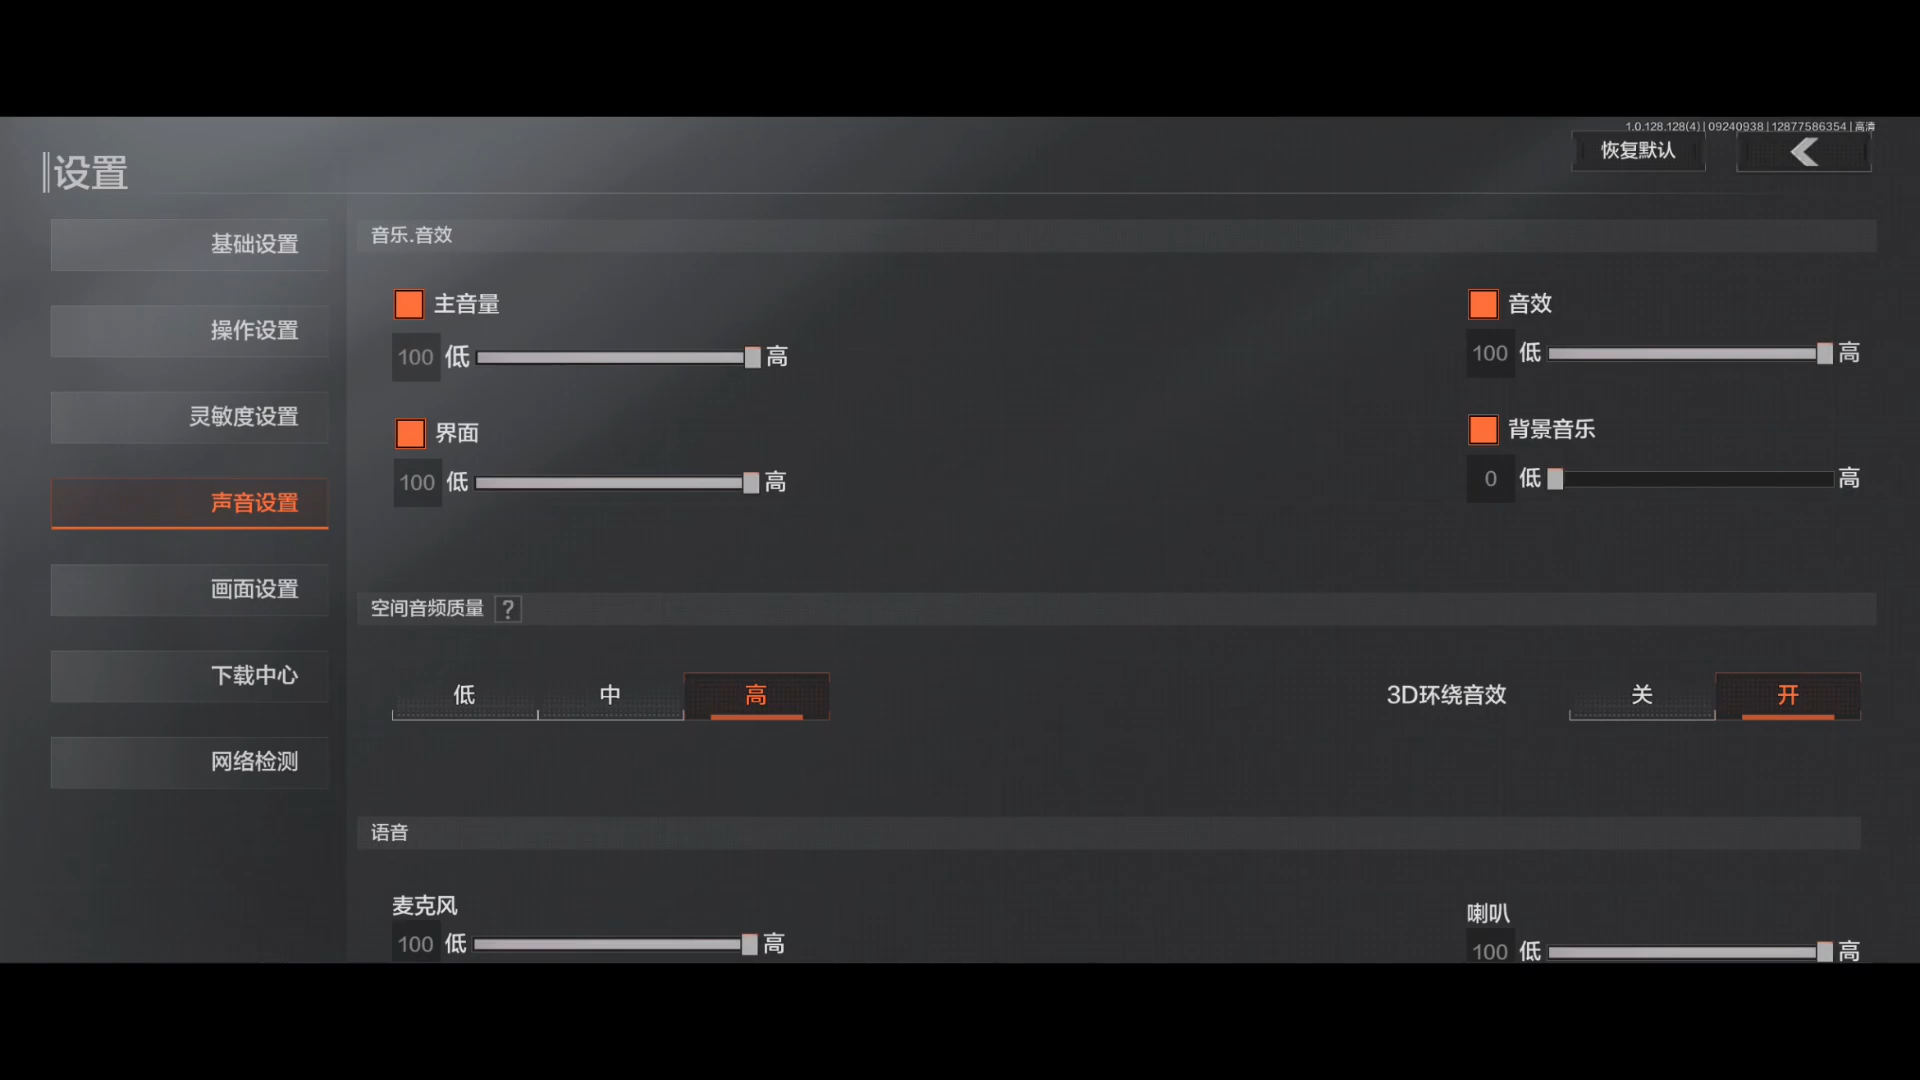 1.0.128.128(4) | 09240938 | 12877586354 | 高清
设置
恢复默认
基础设置
操作设置
灵敏度设置
声音设置
画面设置
下载中心
网络检测
音乐.音效
主音量
100 低 高
音效
100 低 高
界面
100 低 高
背景音乐
0 低 高
空间音频质量 ?
低 中 高
3D环绕音效 关 开
语音
麦克风
100 低 高
喇叭
100 低 高